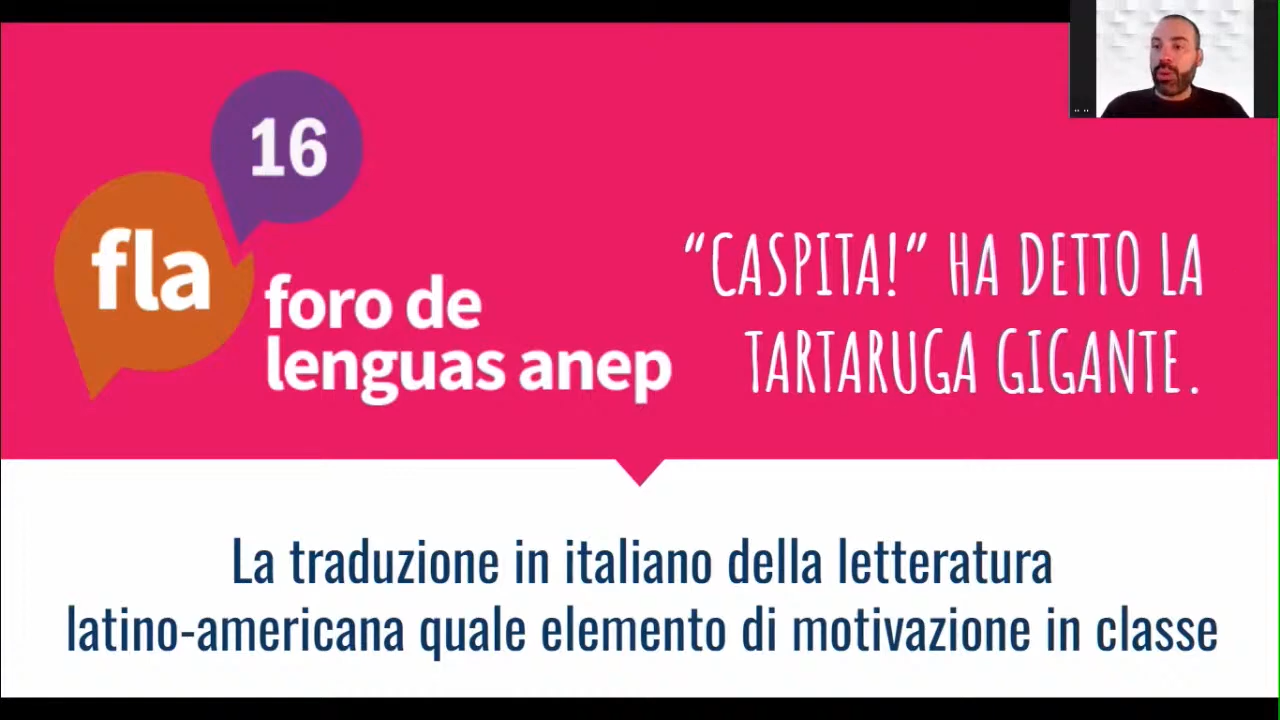 16
fla
foro de
lenguas anep
“CASPITA!” HA DETTO LA
TARTARUGA GIGANTE.
La traduzione in italiano della letteratura
latino-americana quale elemento di motivazione in classe